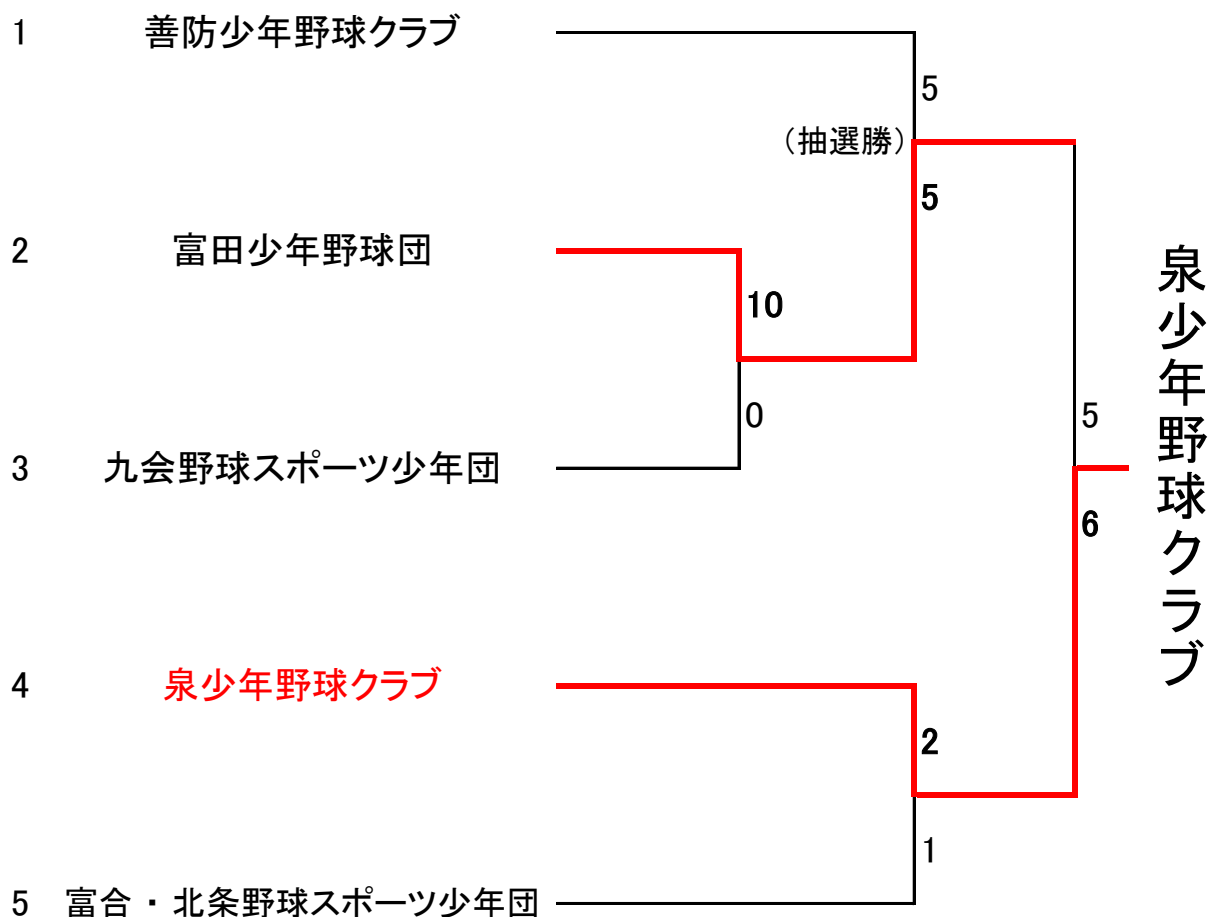 1 善防少年野球クラブ
5
(抽選勝)
5
2 富田少年野球団
10
0
3 九会野球スポーツ少年団
5
6
泉少年野球クラブ
4 泉少年野球クラブ
2
1
5 富合・北条野球スポーツ少年団